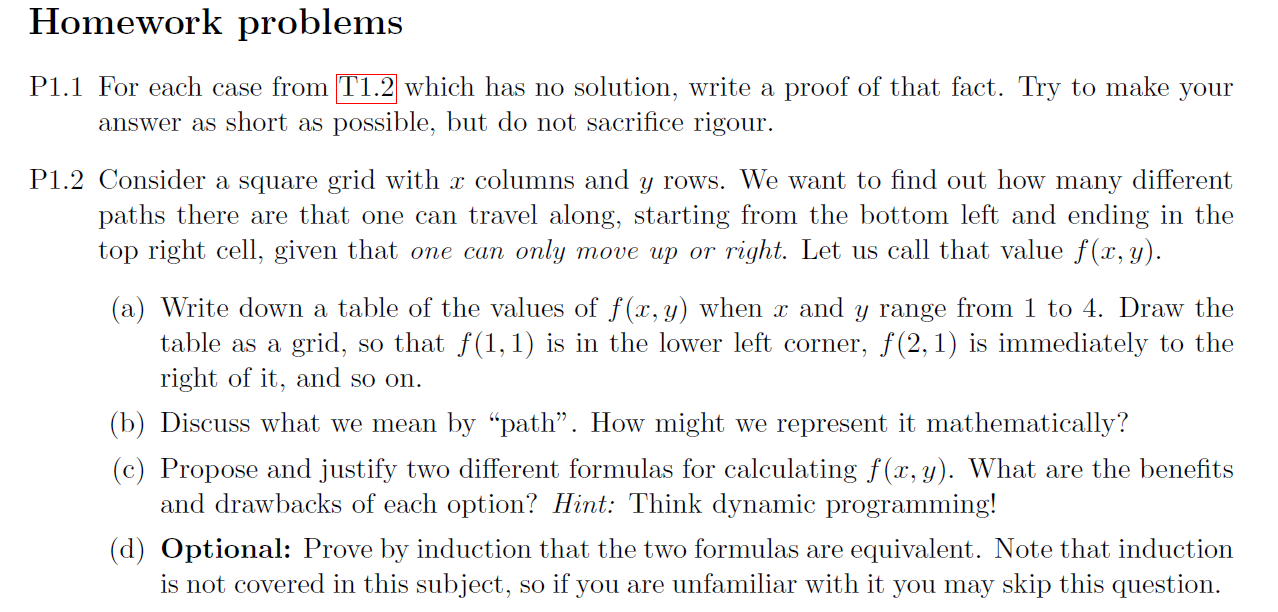 Homework problems
P1.1 For each case from T1.2 which has no solution, write a proof of that fact. Try to make your
answer as short as possible, but do not sacrifice rigour.
P1.2 Consider a square grid with x columns and y rows. We want to find out how many different
paths there are that one can travel along, starting from the bottom left and ending in the
top right cell, given that one can only move up or right. Let us call that value f(x, y).
(a) Write down a table of the values of f(x, y) when x and y range from 1 to 4. Draw the
table as a grid, so that f(1, 1) is in the lower left corner, f(2, 1) is immediately to the
right of it, and so on.
(b) Discuss what we mean by “path”. How might we represent it mathematically?
(c) Propose and justify two different formulas for calculating f(x, y). What are the benefits
and drawbacks of each option? Hint: Think dynamic programming!
(d) Optional: Prove by induction that the two formulas are equivalent. Note that induction
is not covered in this subject, so if you are unfamiliar with it you may skip this question.